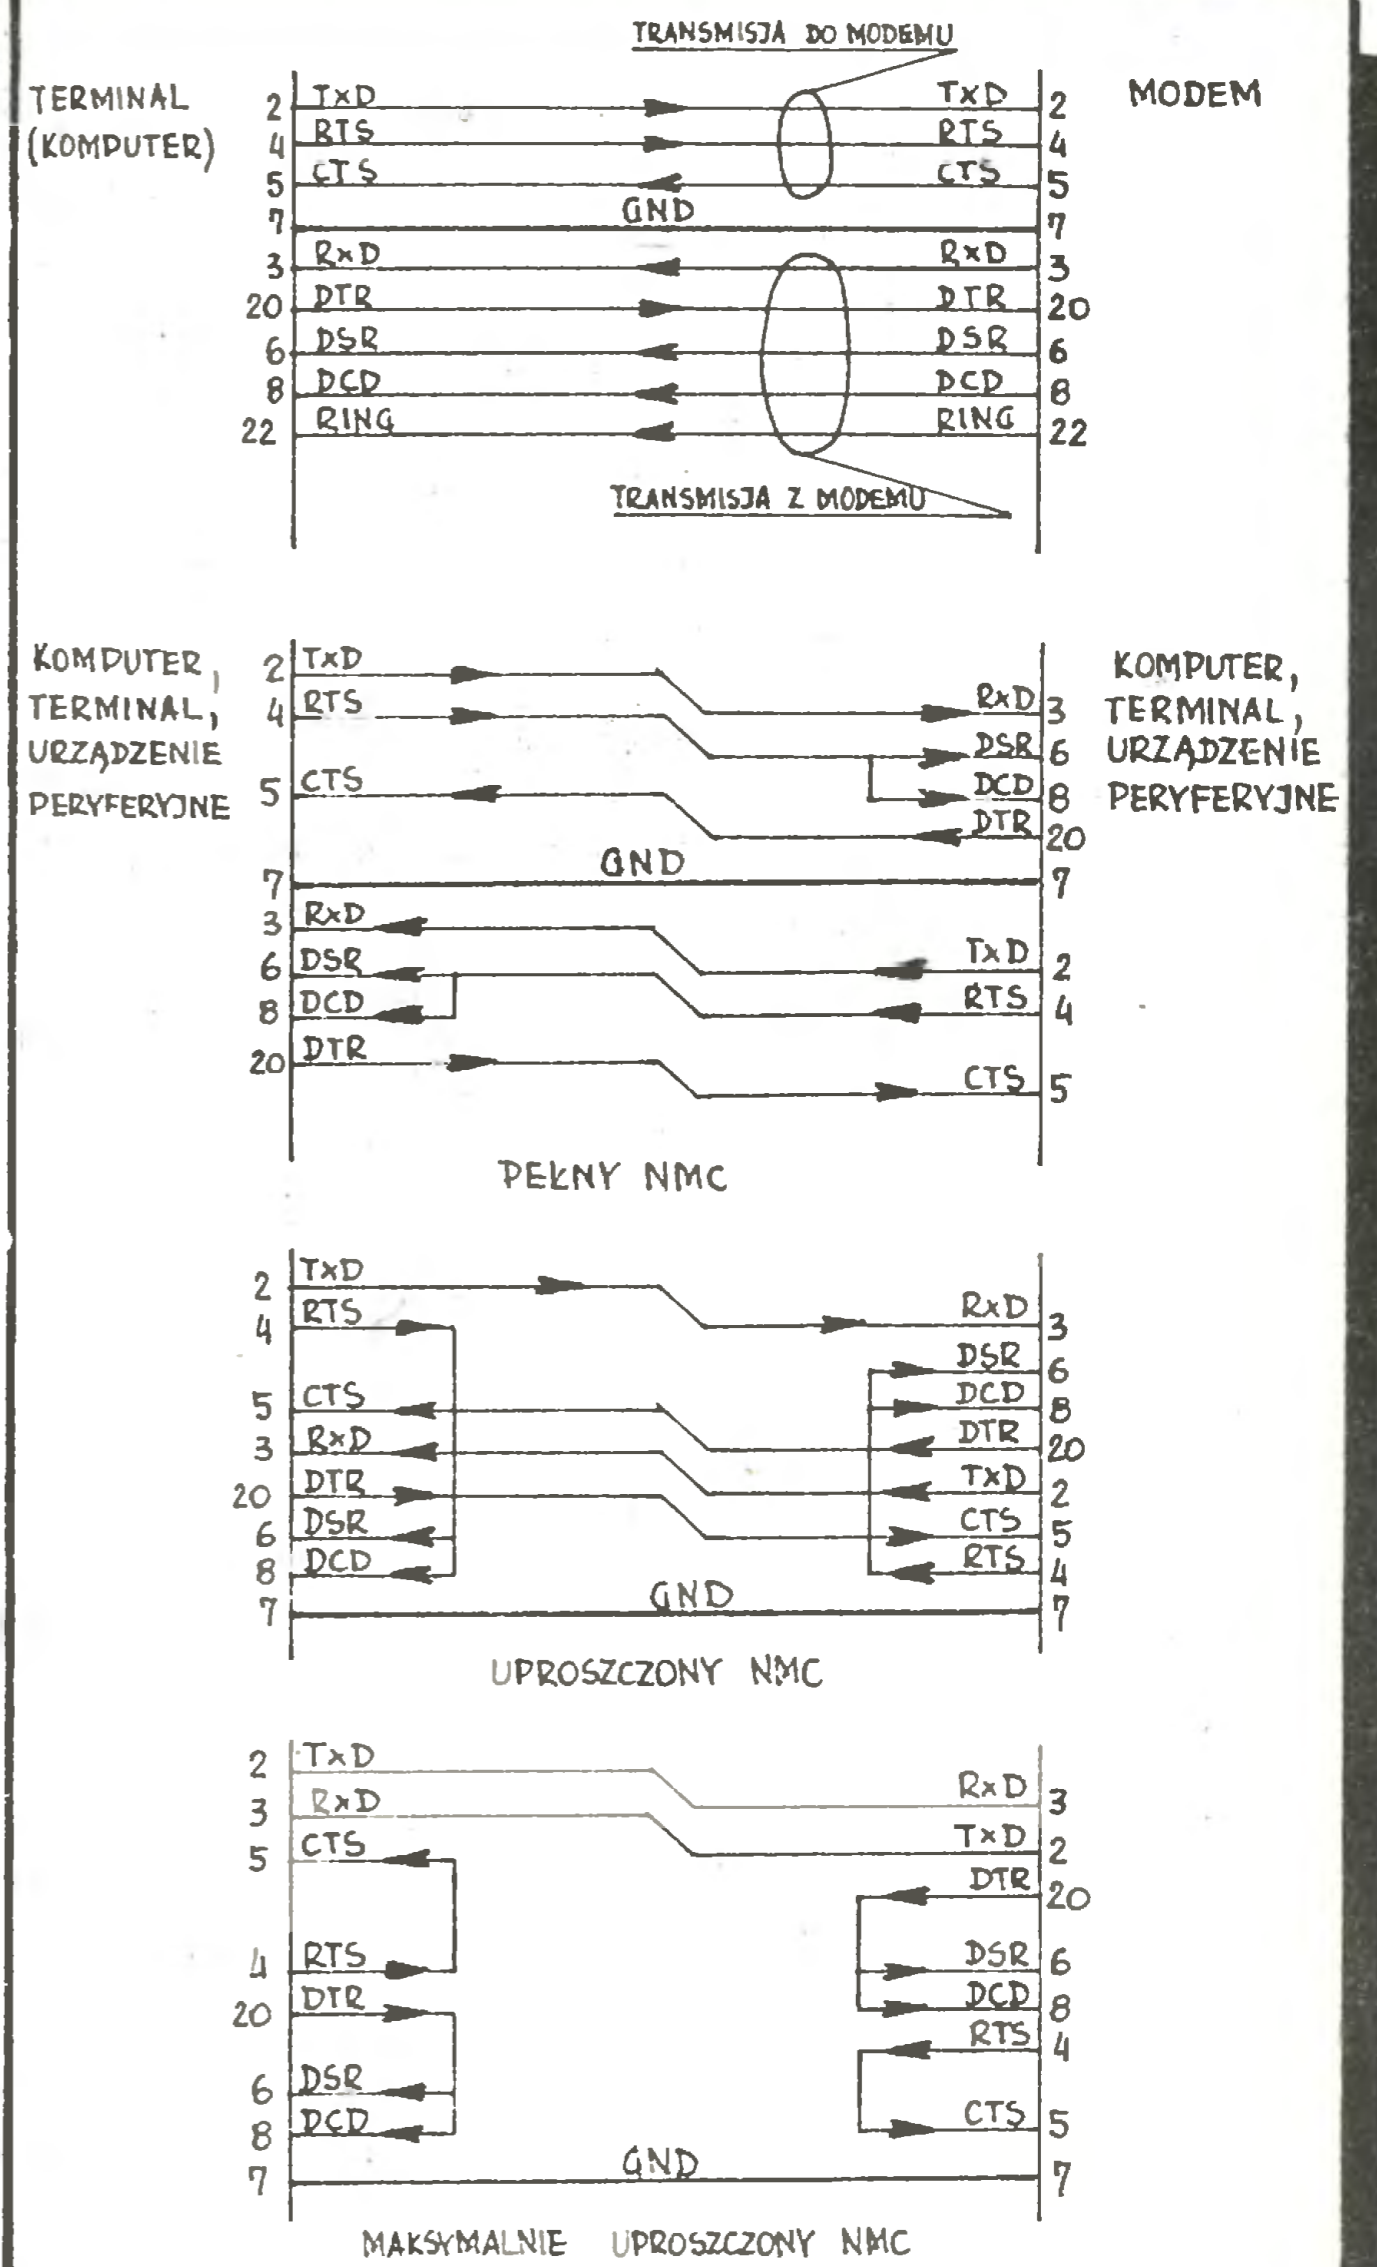 TRANSMISJA DO MODEMU
TERMINAL
(KOMPUTER)
MODEM
2 TxD TxD 2
4 RTS RTS 4
5 CTS CTS 5
7 GND 7
3 RxD RxD 3
20 DTR DTR 20
6 DSR DSR 6
8 DCD DCD 8
22 RING RING 22
TRANSMISJA Z MODEMU
KOMPUTER,
TERMINAL,
URZĄDZENIE
PERYFERYJNE
KOMPUTER,
TERMINAL,
URZĄDZENIE
PERYFERYJNE
2 TxD
RxD 3
4 RTS
DSR 6
5 CTS
DCD 8
DTR 20
7 GND 7
3 RxD
TxD 2
6 DSR
RTS 4
8 DCD
20 DTR
CTS 5
PEŁNY NMC
2 TxD
RxD 3
4 RTS
DSR 6
5 CTS
DCD 8
3 RxD
DTR 20
20 DTR
TxD 2
6 DSR
CTS 5
8 DCD
RTS 4
7 GND 7
UPROSZCZONY NMC
2 TxD
RxD 3
3 RxD
TxD 2
5 CTS
DTR 20
4 RTS
DSR 6
20 DTR
DCD 8
RTS 4
6 DSR
8 DCD
CTS 5
7 GND 7
MAKSYMALNIE UPROSZCZONY NMC